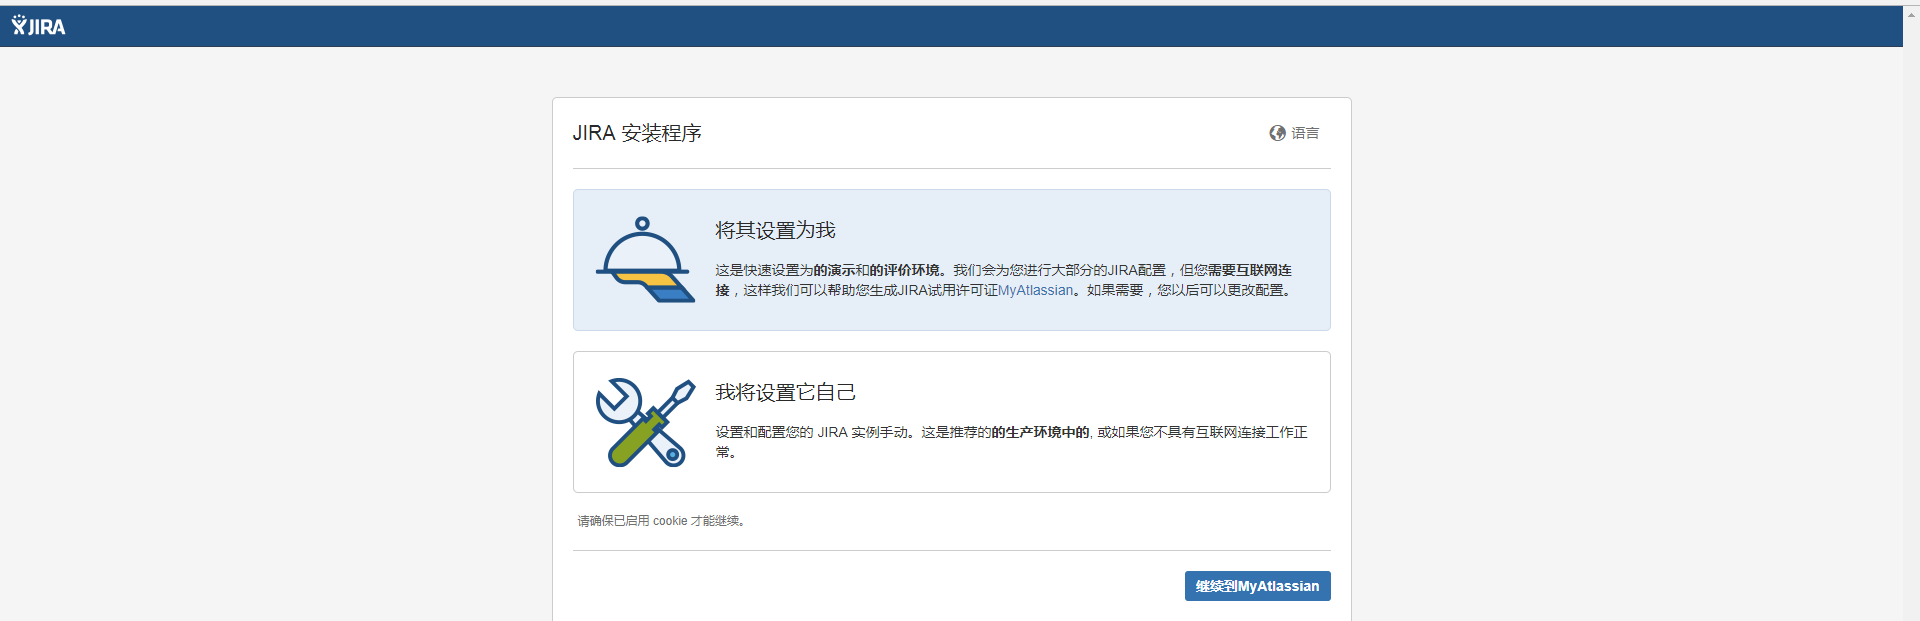 JIRA
JIRA 安装程序
语言
将其设置为我
这是快速设置为的演示和的评价环境。我们会为您进行大部分的JIRA配置，但您需要互联网连
接，这样我们可以帮助您生成JIRA试用许可证MyAtlassian。如果需要，您以后可以更改配置。
我将设置它自己
设置和配置您的 JIRA 实例手动。这是推荐的的生产环境中的, 或如果您不具有互联网连接工作正
常。
请确保已启用 cookie 才能继续。
继续到MyAtlassian